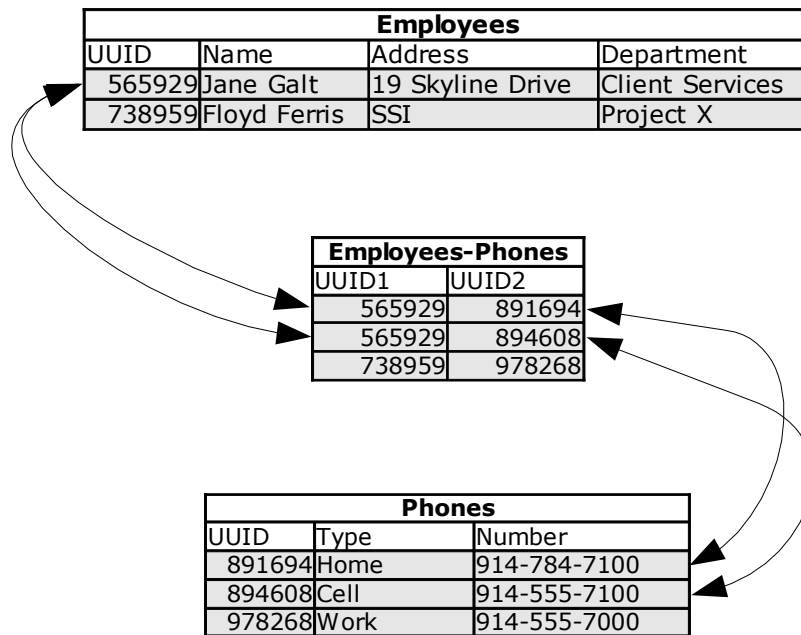 Employees
UUID Name Address Department
565929 Jane Galt 19 Skyline Drive Client Services
738959 Floyd Ferris SSI Project X
Employees-Phones
UUID1 UUID2
565929 891694
565929 894608
738959 978268
Phones
UUID Type Number
891694 Home 914-784-7100
894608 Cell 914-555-7100
978268 Work 914-555-7000